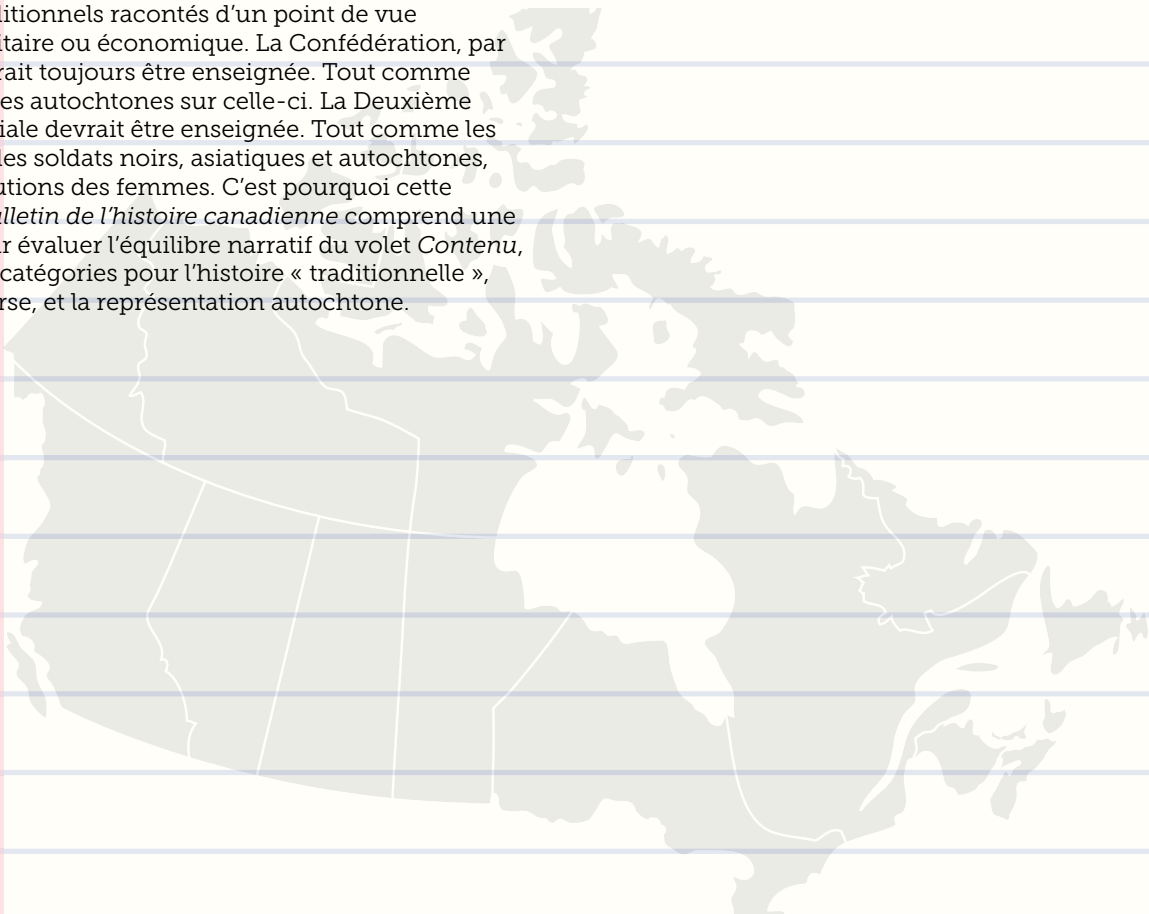 ditionnels racontés d’un point de vue
itaire ou économique. La Confédération, par
rait toujours être enseignée. Tout comme
es autochtones sur celle-ci. La Deuxième
iale devrait être enseignée. Tout comme les
les soldats noirs, asiatiques et autochtones,
utions des femmes. C’est pourquoi cette
ulletin de l’histoire canadienne comprend une
r évaluer l’équilibre narratif du volet Contenu,
catégories pour l’histoire « traditionnelle »,
rse, et la représentation autochtone.